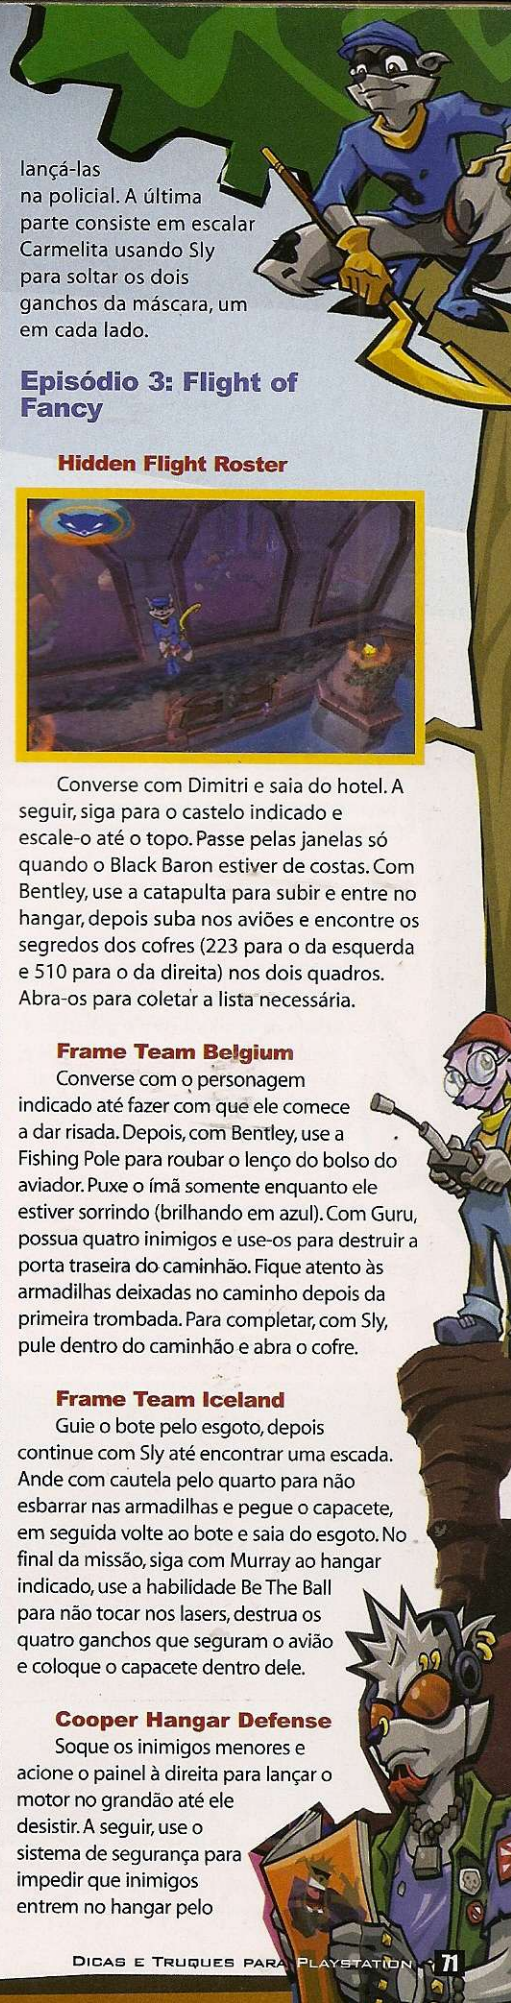 lançá-las
na policial. A última
parte consiste em escalar
Carmelita usando Sly
para soltar os dois
ganchos da máscara, um
em cada lado.
Episódio 3: Flight of
Fancy
Hidden Flight Roster
Converse com Dimitri e saia do hotel. A
seguir, siga para o castelo indicado e
escale-o até o topo. Passe pelas janelas só
quando o Black Baron estiver de costas. Com
Bentley, use a catapulta para subir e entre no
hangar, depois suba nos aviões e encontre os
segredos dos cofres (223 para o da esquerda
e 510 para o da direita) nos dois quadros.
Abra-os para coletar a lista necessária.
Frame Team Belgium
Converse com o personagem
indicado até fazer com que ele comece
a dar risada. Depois, com Bentley, use a
Fishing Pole para roubar o lenço do bolso do
aviador. Puxe o ímã somente enquanto ele
estiver sorrindo (brilhando em azul). Com Guru,
possua quatro inimigos e use-os para destruir a
porta traseira do caminhão. Fique atento às
armadilhas deixadas no caminho depois da
primeira trombada. Para completar, com Sly,
pule dentro do caminhão e abra o cofre.
Frame Team Iceland
Guie o bote pelo esgoto, depois
continue com Sly até encontrar uma escada.
Ande com cautela pelo quarto para não
esbarrar nas armadilhas e pegue o capacete,
em seguida volte ao bote e saia do esgoto. No
final da missão, siga com Murray ao hangar
indicado, use a habilidade Be The Ball
para não tocar nos lasers, destrua os
quatro ganchos que seguram o avião
e coloque o capacete dentro dele.
Cooper Hangar Defense
Soque os inimigos menores e
acione o painel à direita para lançar o
motor no grandão até ele
desistir. A seguir, use o
sistema de segurança para
impedir que inimigos
entrem no hangar pelo
DICAS E TRUQUES PARA PLAYSTATION 71